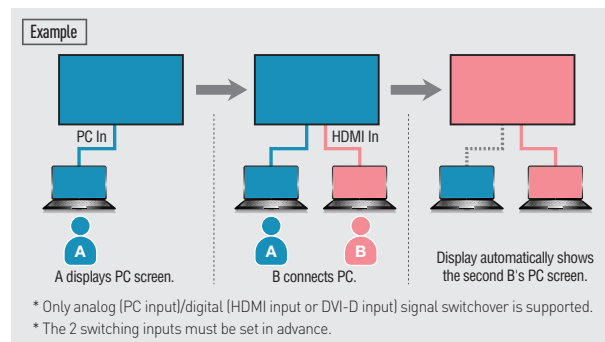 Example
PC In
HDMI In
A
A
B
A displays PC screen.
B connects PC.
Display automatically shows
the second B's PC screen.
* Only analog (PC input)/digital (HDMI input or DVI-D input) signal switchover is supported.
* The 2 switching inputs must be set in advance.